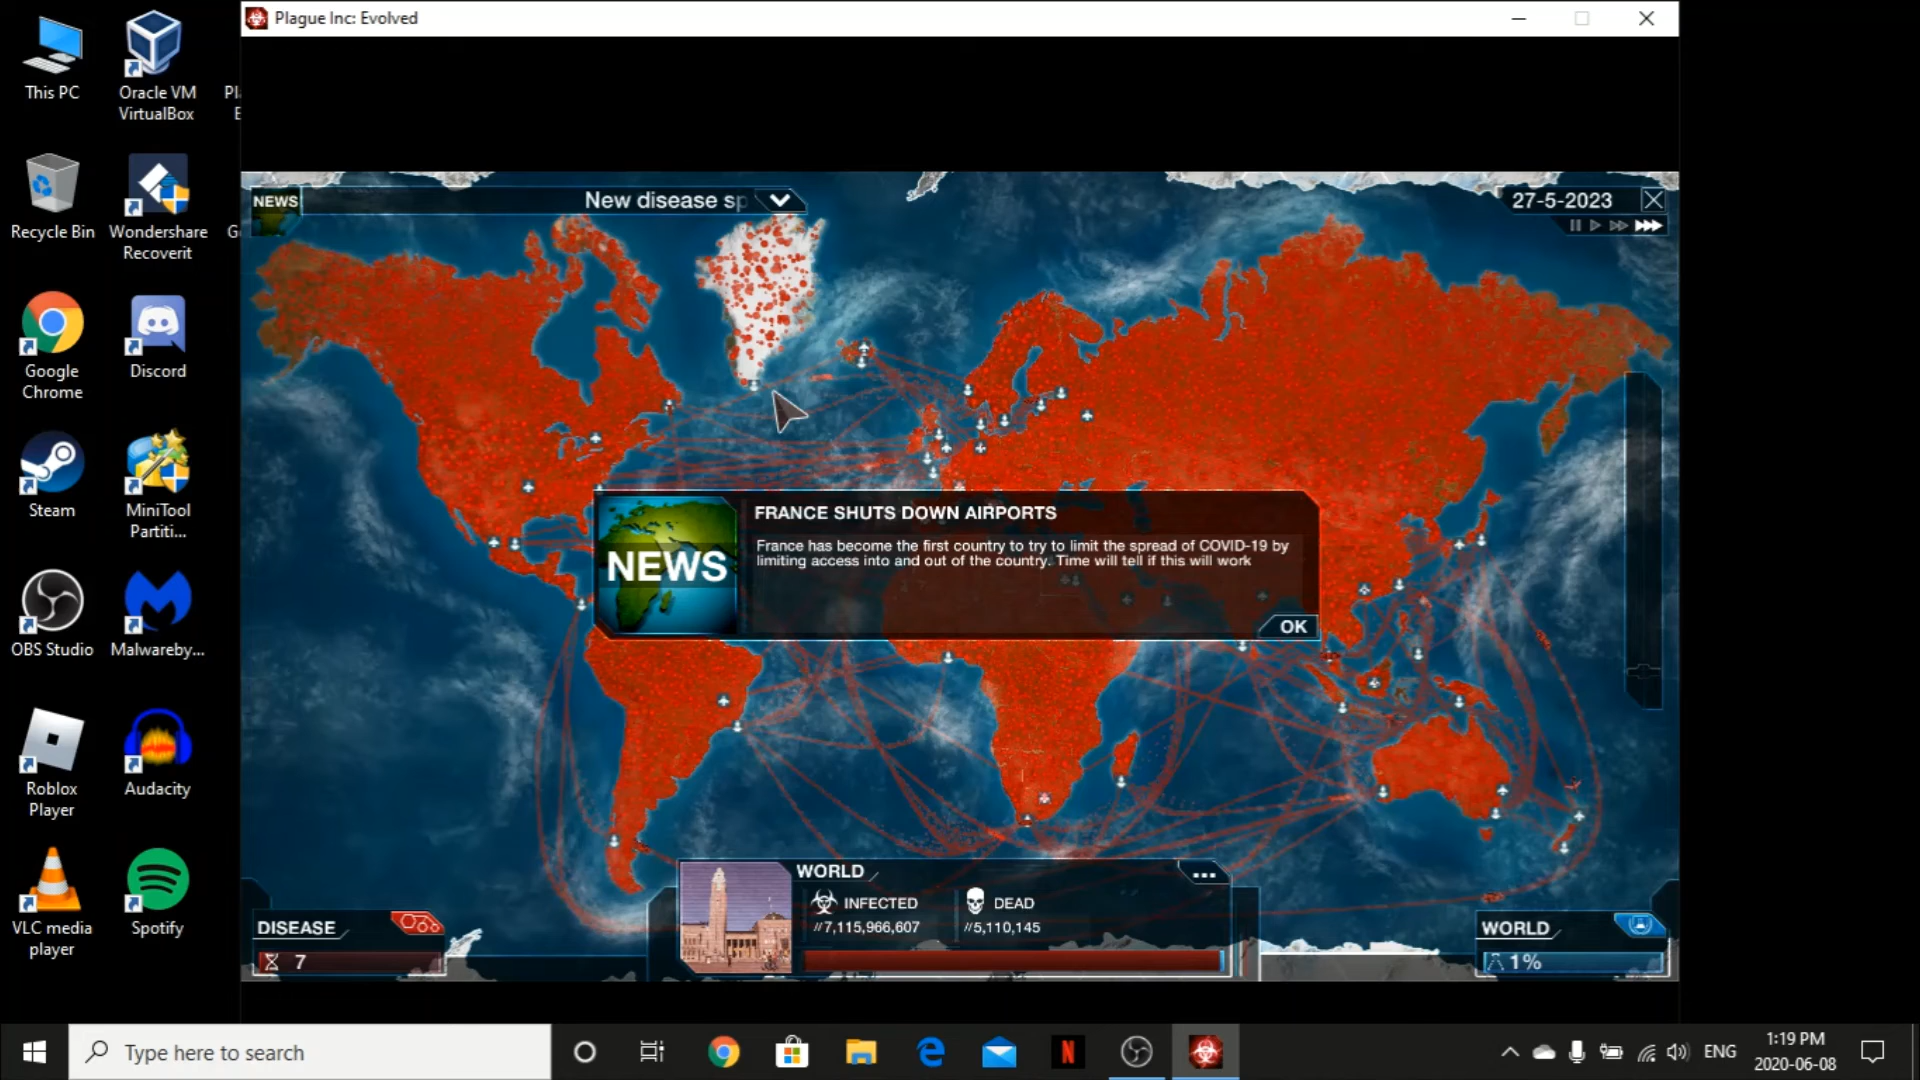 Plague Inc: Evolved
This PC
Oracle VM
VirtualBox
Recycle Bin
Wondershare
Recoverit
Google
Chrome
Discord
Steam
MiniTool
Partiti...
OBS Studio
Malwareby...
Roblox
Player
Audacity
VLC media
player
Spotify
NEWS
New disease sp
27-5-2023
NEWS
FRANCE SHUTS DOWN AIRPORTS
France has become the first country to try to limit the spread of COVID-19 by
limiting access into and out of the country. Time will tell if this will work
OK
WORLD
INFECTED
//7,115,966,607
DEAD
//5,110,145
DISEASE
7
WORLD
1%
Type here to search
ENG
1:19 PM
2020-06-08